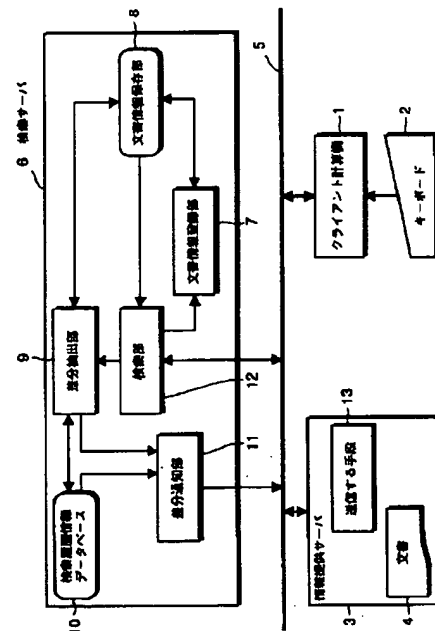 6 検索サーバ
8
文書情報保存部
9
差分抽出部
文書情報登録部
7
検索部
12
11
差分通知部
検索履歴情報
データベース
10
5
クライアント計算機
1
キーボード
2
情報提供サーバ
送信する手段
13
文書
3
4